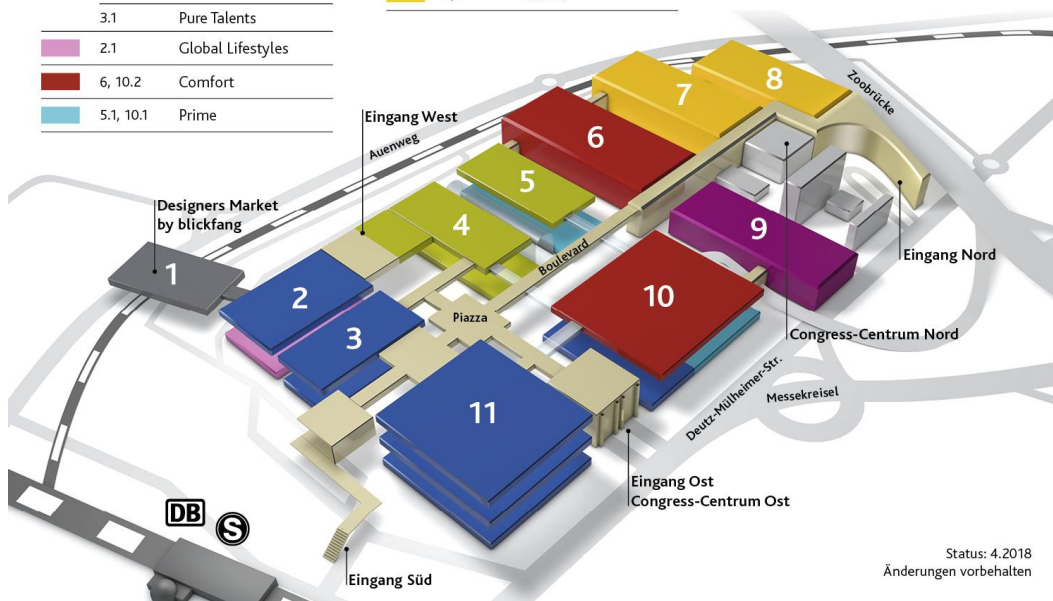 3.1 Pure Talents
2.1 Global Lifestyles
6, 10.2 Comfort
5.1, 10.1 Prime
Eingang West
Auenweg
Zoobrücke
Designers Market
by blickfang
1
2
3
4
5
6
7
8
9
10
11
Boulevard
Piazza
Eingang Nord
Congress-Centrum Nord
Deutz-Mülheimer-Str.
Messekreisel
Eingang Ost
Congress-Centrum Ost
DB
S
Eingang Süd
Status: 4.2018
Änderungen vorbehalten